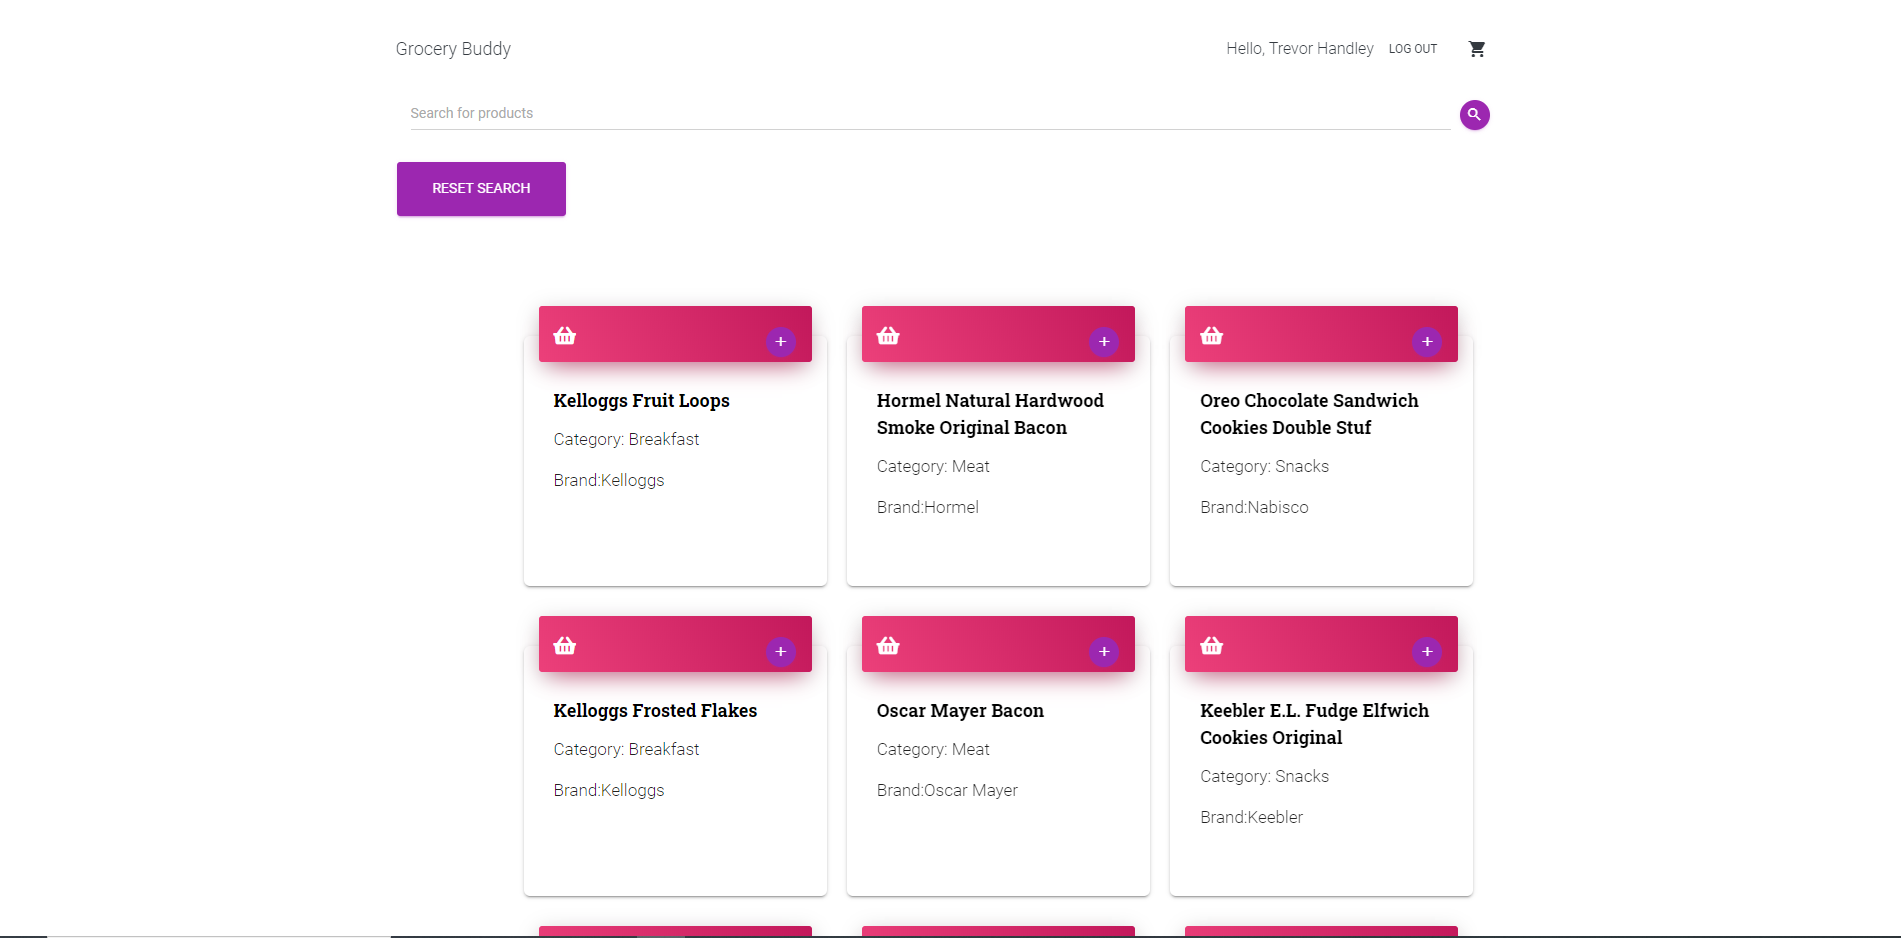 Grocery Buddy
Hello, Trevor Handley LOG OUT
Search for products
RESET SEARCH
Kelloggs Fruit Loops
Category: Breakfast
Brand:Kelloggs
Hormel Natural Hardwood
Smoke Original Bacon
Category: Meat
Brand:Hormel
Oreo Chocolate Sandwich
Cookies Double Stuf
Category: Snacks
Brand:Nabisco
Kelloggs Frosted Flakes
Category: Breakfast
Brand:Kelloggs
Oscar Mayer Bacon
Category: Meat
Brand:Oscar Mayer
Keebler E.L. Fudge Elfwich
Cookies Original
Category: Snacks
Brand:Keebler